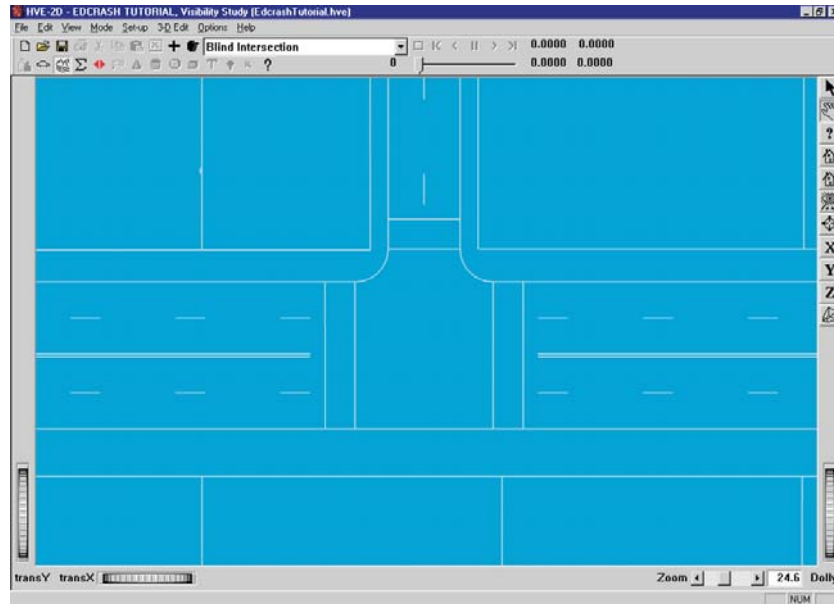 HVE-2D - EDCRASH TUTORIAL, Visibility Study [EdcrashTutorial.hve]
File Edit View Mode Set-up 3-D Edit Options Help
Blind Intersection 0.0000 0.0000
? 0 0.0000 0.0000
?
X
Y
Z
transY transX Zoom 24.6 Dolly
NUM